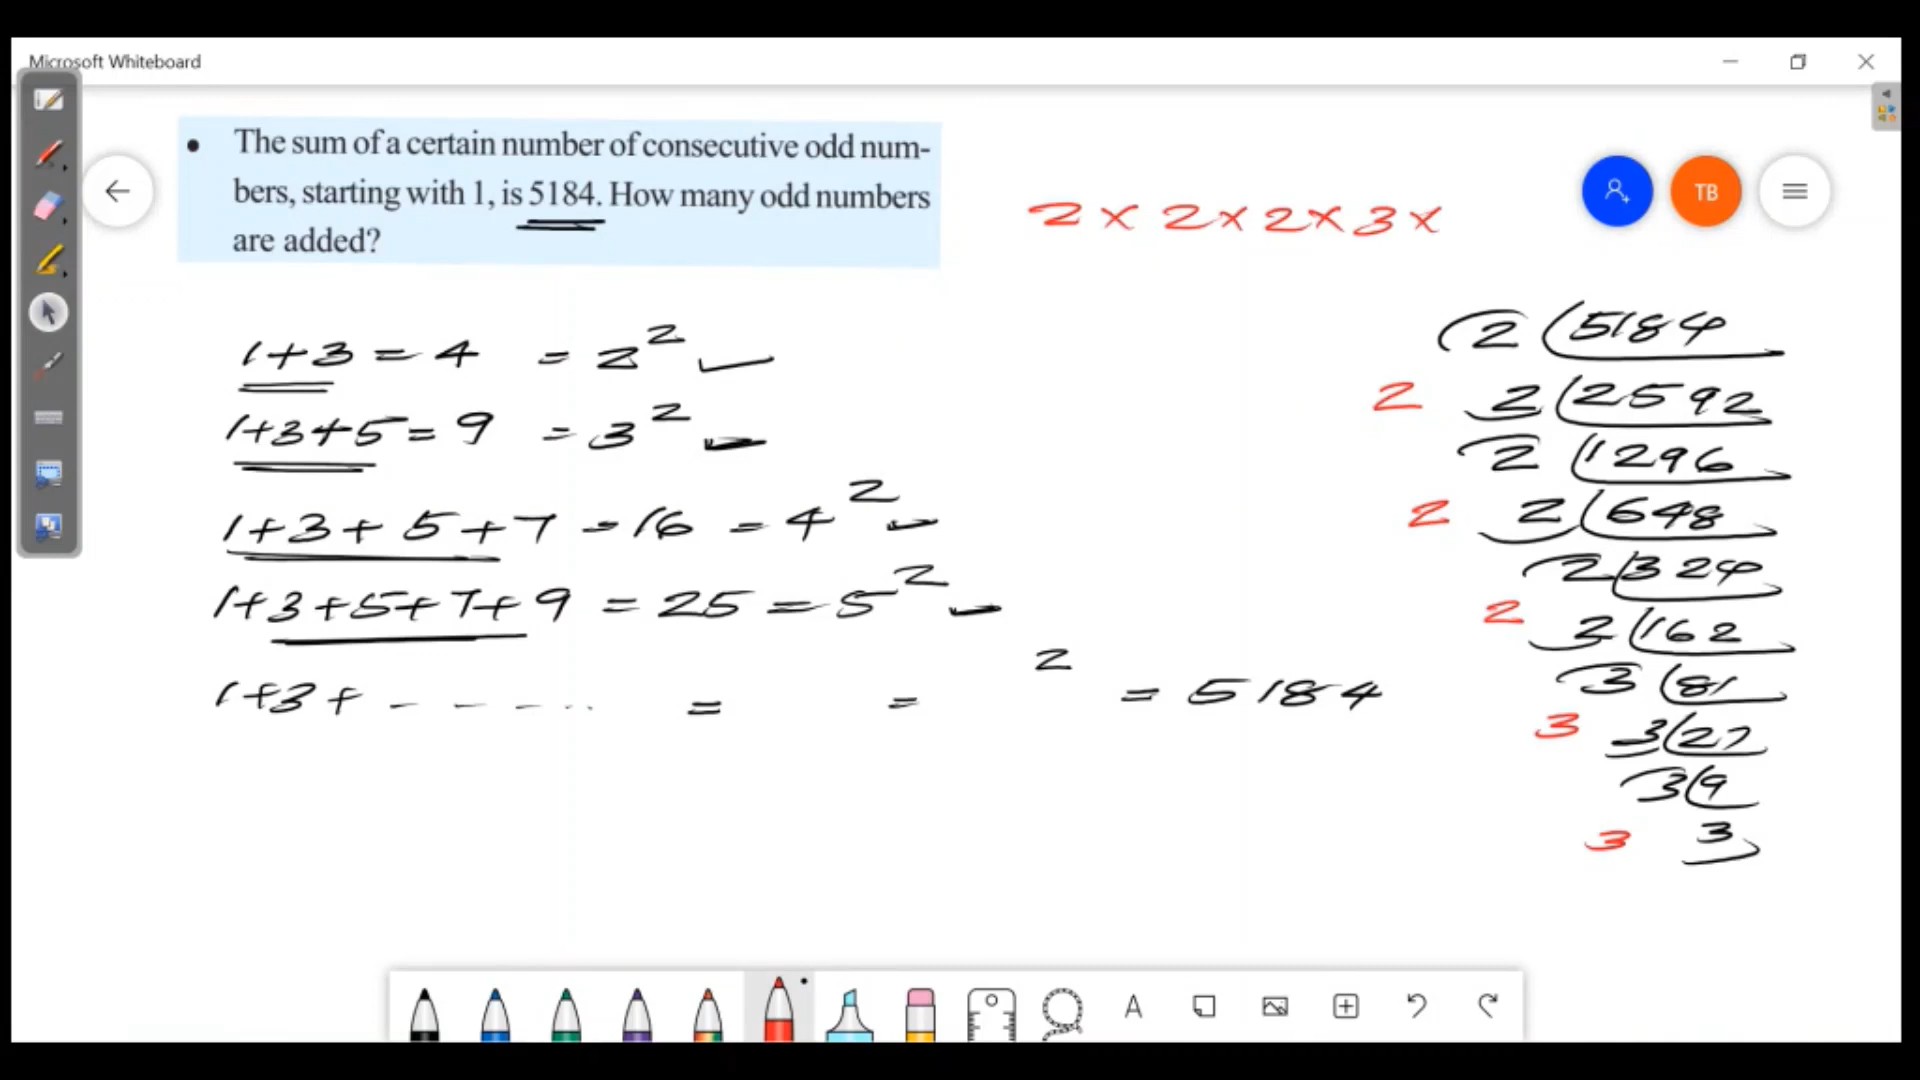 Microsoft Whiteboard
• The sum of a certain number of consecutive odd num-
bers, starting with 1, is 5184. How many odd numbers
are added?
TB
2 × 2 × 2 × 3 ×
1+3 = 4 = 2²
1+3+5 = 9 = 3²
1+3+5+7 = 16 = 4²
1+3+5+7+9 = 25 = 5²
1+3+ - - - - .. = = ² = 5184
2 5184
2 2 2592
2 1296
2 2 648
2 324
2 2 162
3 81
3 3 27
3 9
3 3
A